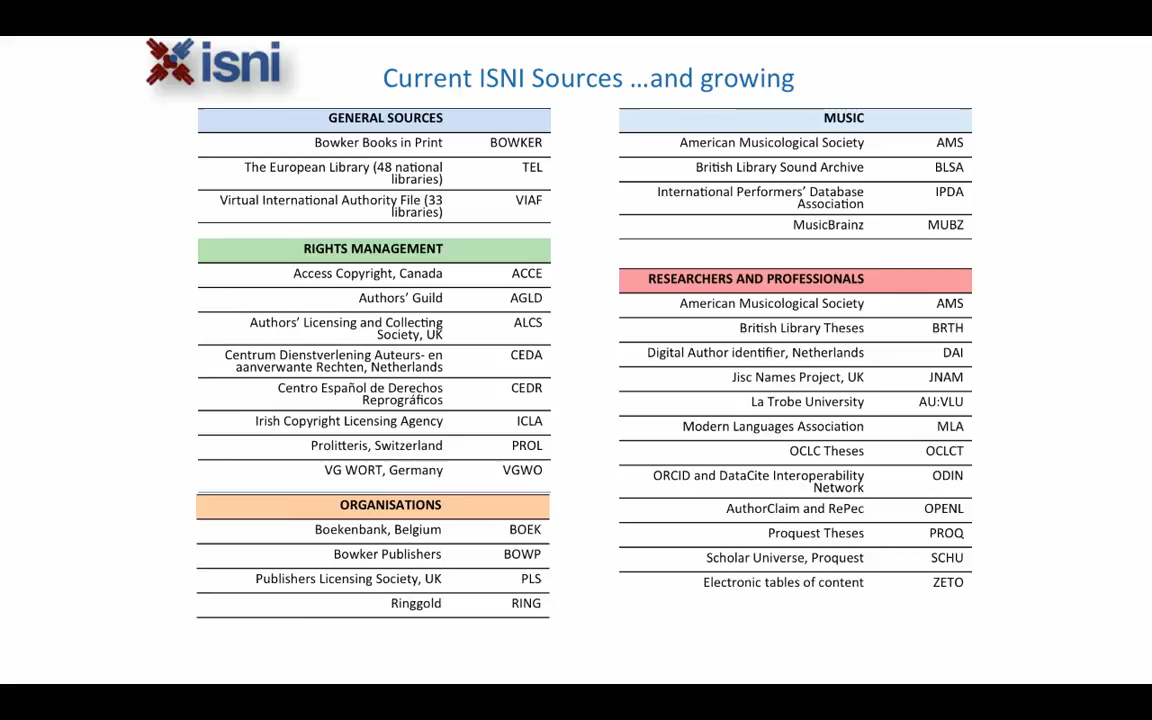 isni
Current ISNI Sources ...and growing
GENERAL SOURCES
Bowker Books in Print BOWKER
The European Library (48 national TEL
libraries)
Virtual International Authority File (33 VIAF
libraries)
RIGHTS MANAGEMENT
Access Copyright, Canada ACCE
Authors’ Guild AGLD
Authors’ Licensing and Collecting ALCS
Society, UK
Centrum Dienstverlening Auteurs- en CEDA
aanverwante Rechten, Netherlands
Centro Español de Derechos CEDR
Reprográficos
Irish Copyright Licensing Agency ICLA
Prolitteris, Switzerland PROL
VG WORT, Germany VGWO
ORGANISATIONS
Boekenbank, Belgium BOEK
Bowker Publishers BOWP
Publishers Licensing Society, UK PLS
Ringgold RING
MUSIC
American Musicological Society AMS
British Library Sound Archive BLSA
International Performers’ Database IPDA
Association
MusicBrainz MUBZ
RESEARCHERS AND PROFESSIONALS
American Musicological Society AMS
British Library Theses BRTH
Digital Author identifier, Netherlands DAI
Jisc Names Project, UK JNAM
La Trobe University AU:VLU
Modern Languages Association MLA
OCLC Theses OCLCT
ORCID and DataCite Interoperability ODIN
Network
AuthorClaim and RePec OPENL
Proquest Theses PROQ
Scholar Universe, Proquest SCHU
Electronic tables of content ZETO